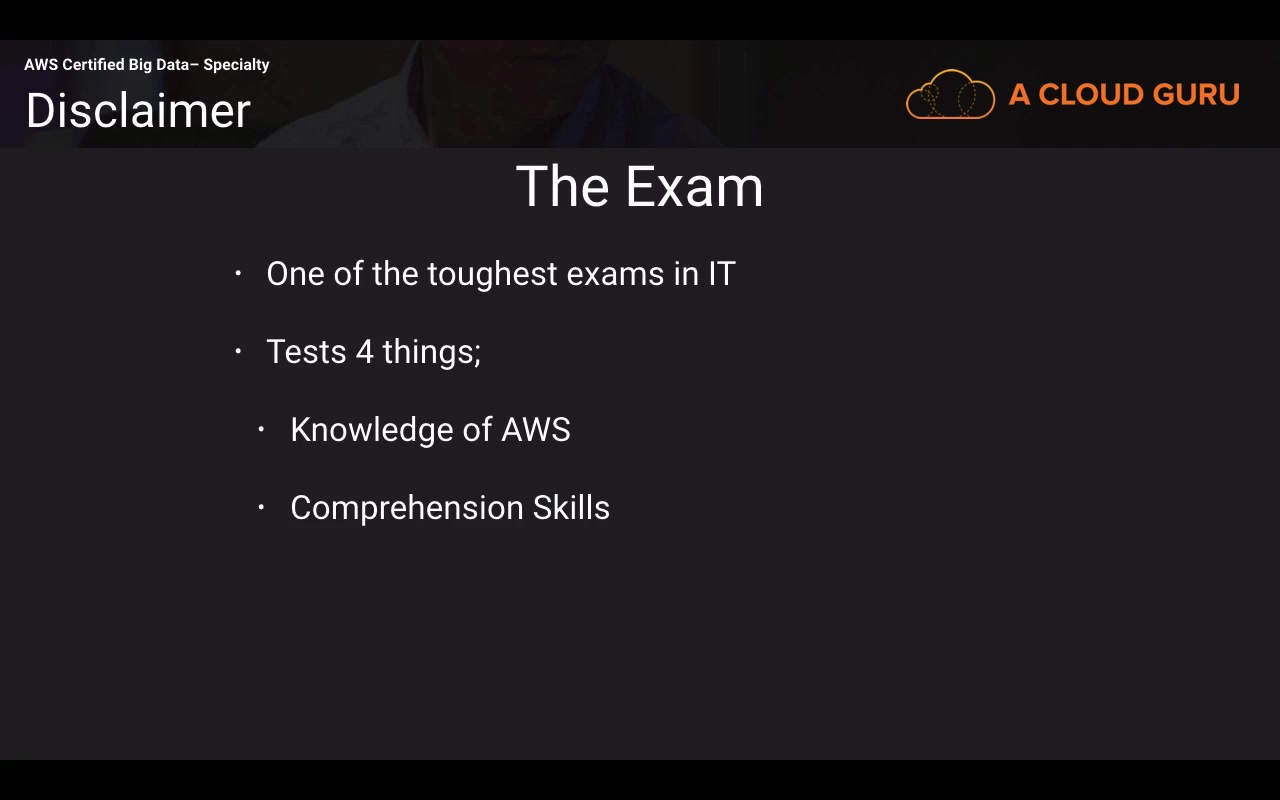 AWS Certified Big Data– Specialty
Disclaimer
A CLOUD GURU
The Exam
• One of the toughest exams in IT
• Tests 4 things;
• Knowledge of AWS
• Comprehension Skills